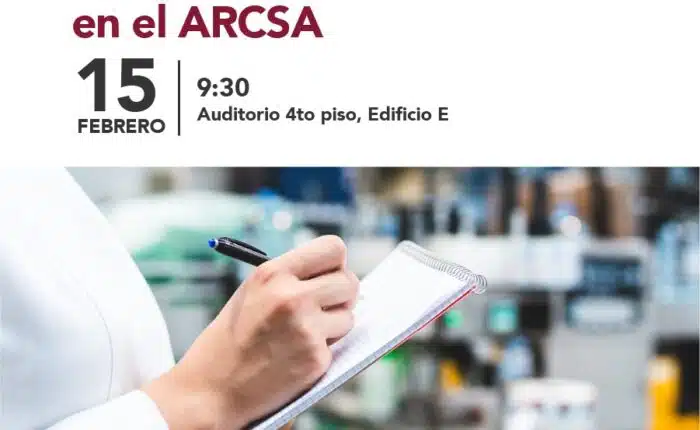 en el ARCSA
15
FEBRERO
9:30
Auditorio 4to piso, Edificio E